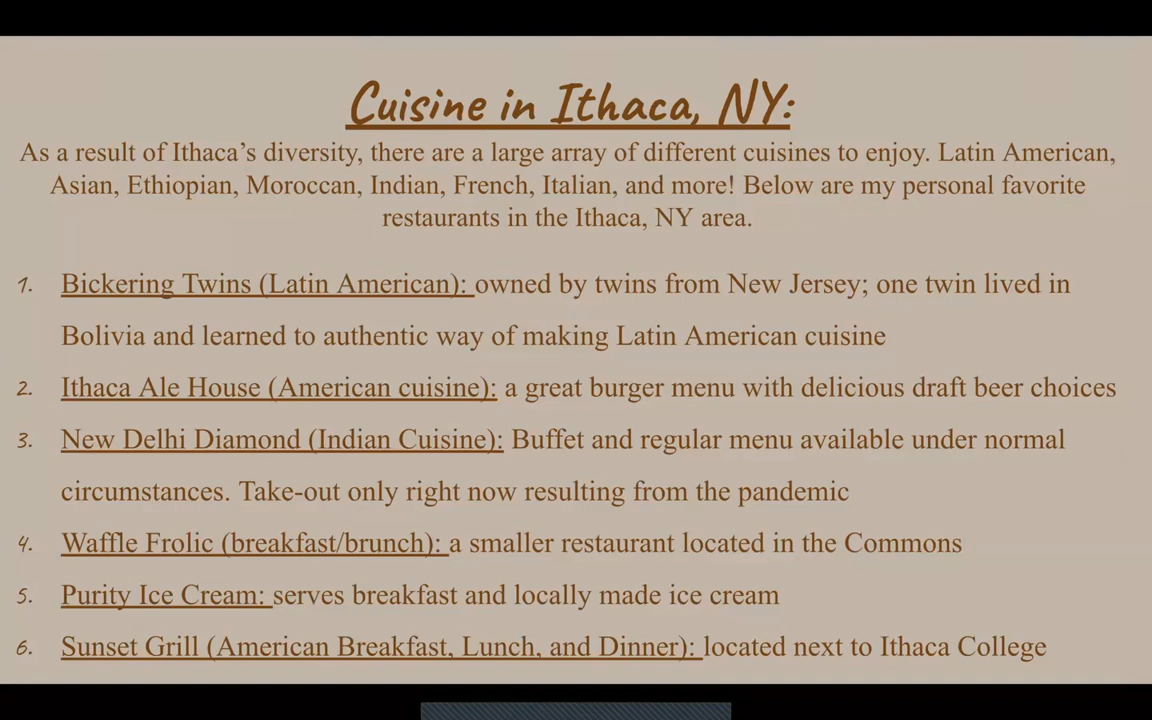 Cuisine in Ithaca, NY:
As a result of Ithaca’s diversity, there are a large array of different cuisines to enjoy. Latin American,
Asian, Ethiopian, Moroccan, Indian, French, Italian, and more! Below are my personal favorite
restaurants in the Ithaca, NY area.
1. Bickering Twins (Latin American): owned by twins from New Jersey; one twin lived in
Bolivia and learned to authentic way of making Latin American cuisine
2. Ithaca Ale House (American cuisine): a great burger menu with delicious draft beer choices
3. New Delhi Diamond (Indian Cuisine): Buffet and regular menu available under normal
circumstances. Take-out only right now resulting from the pandemic
4. Waffle Frolic (breakfast/brunch): a smaller restaurant located in the Commons
5. Purity Ice Cream: serves breakfast and locally made ice cream
6. Sunset Grill (American Breakfast, Lunch, and Dinner): located next to Ithaca College